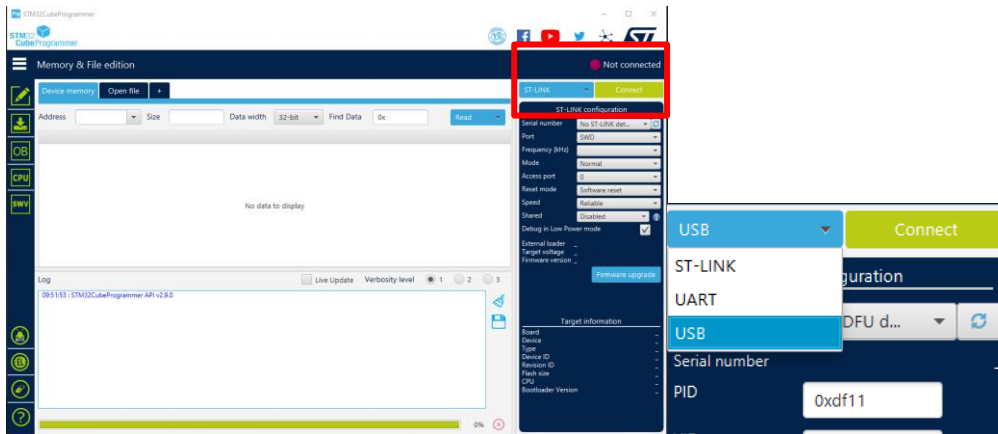 STM32CubeProgrammer
STM32
CubeProgrammer
Memory & File edition
Not connected
Device memory Open file +
ST-LINK Connect
Address Size Data width 32-bit Find Data 0x Read
ST-LINK configuration
Serial number No ST-LINK det...
Port SWD
Frequency (kHz)
Mode Normal
Access port 0
Reset mode Software reset
Speed Reliable
Shared Disabled
Debug in Low Power mode
External loader _
Target voltage _
Firmware version _
Firmware upgrade
OB
CPU
SWV
No data to display
Log Live Update Verbosity level 1 2 3
09:51:53 : STM32CubeProgrammer API v2.9.0
Target information
Board -
Device -
Type -
Device ID -
Revision ID -
Flash size -
CPU -
Bootloader Version -
0%
USB Connect
ST-LINK
guration
UART
USB
DFU d...
Serial number
PID 0xdf11